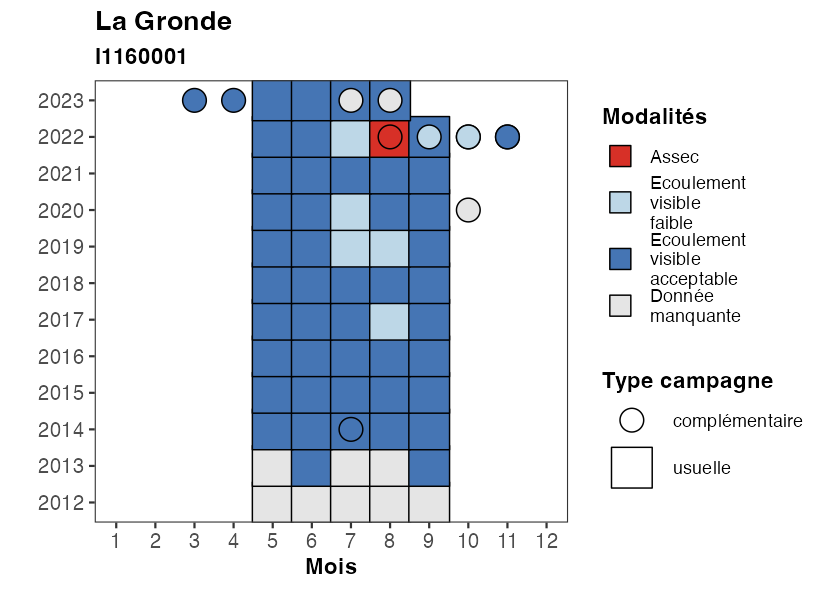 La Gronde
I1160001
2023
2022
2021
2020
2019
2018
2017
2016
2015
2014
2013
2012
1 2 3 4 5 6 7 8 9 10 11 12
Mois
Modalités
Assec
Ecoulement
visible
faible
Ecoulement
visible
acceptable
Donnée
manquante
Type campagne
complémentaire
usuelle